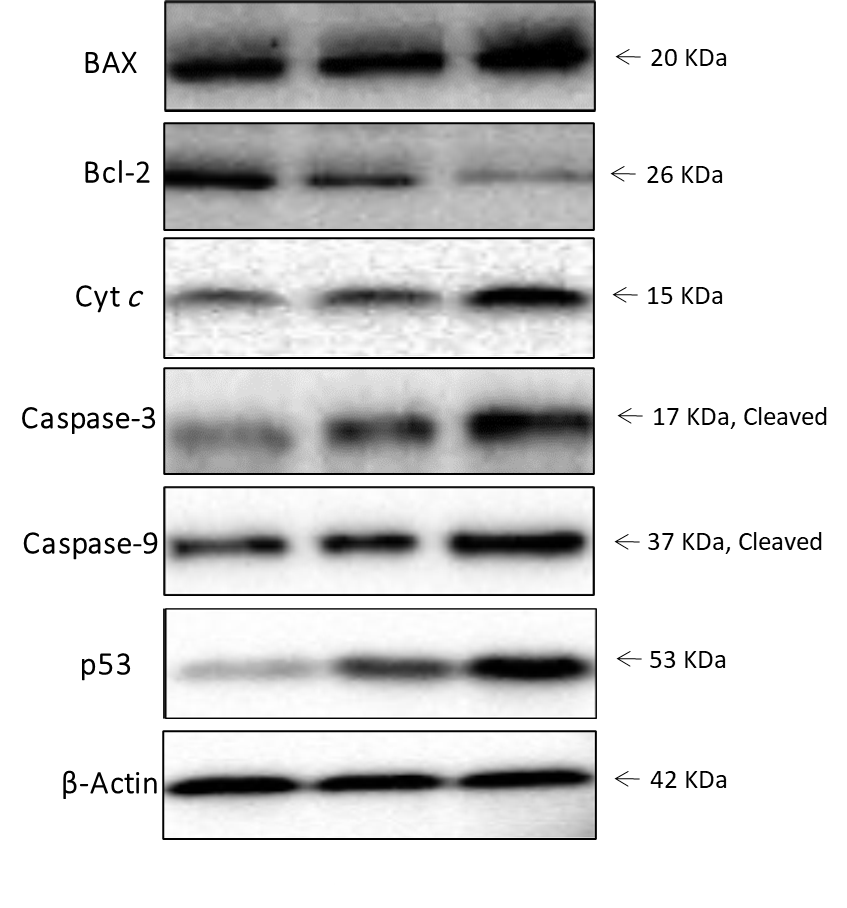 BAX ← 20 KDa
Bcl-2 ← 26 KDa
Cyt c ← 15 KDa
Caspase-3 ← 17 KDa, Cleaved
Caspase-9 ← 37 KDa, Cleaved
p53 ← 53 KDa
β-Actin ← 42 KDa